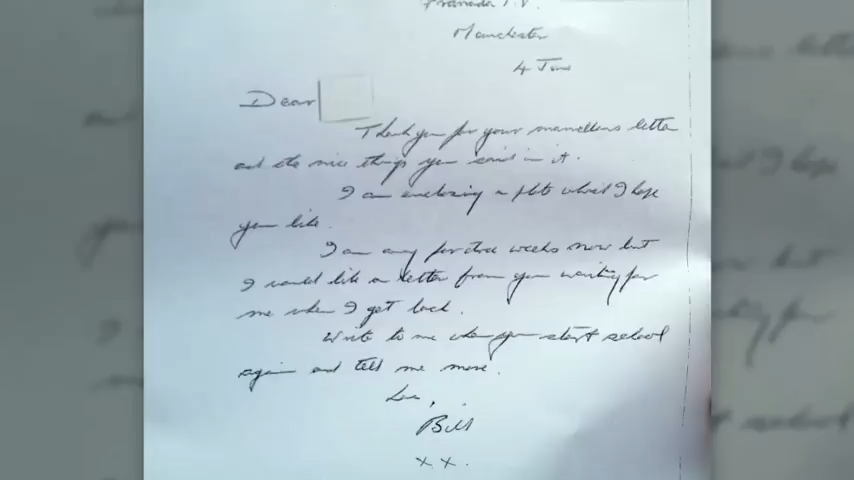 Granada T.V.
Manchester
4 June
Dear
Thank you for your marvellous letter
and the nice things you said in it.
I am enclosing a photo which I hope
you like.
I am away for three weeks now but
I would like a letter from you waiting for
me when I get back.
Write to me when you start school
again and tell me more.
Love,
Bill
x x.